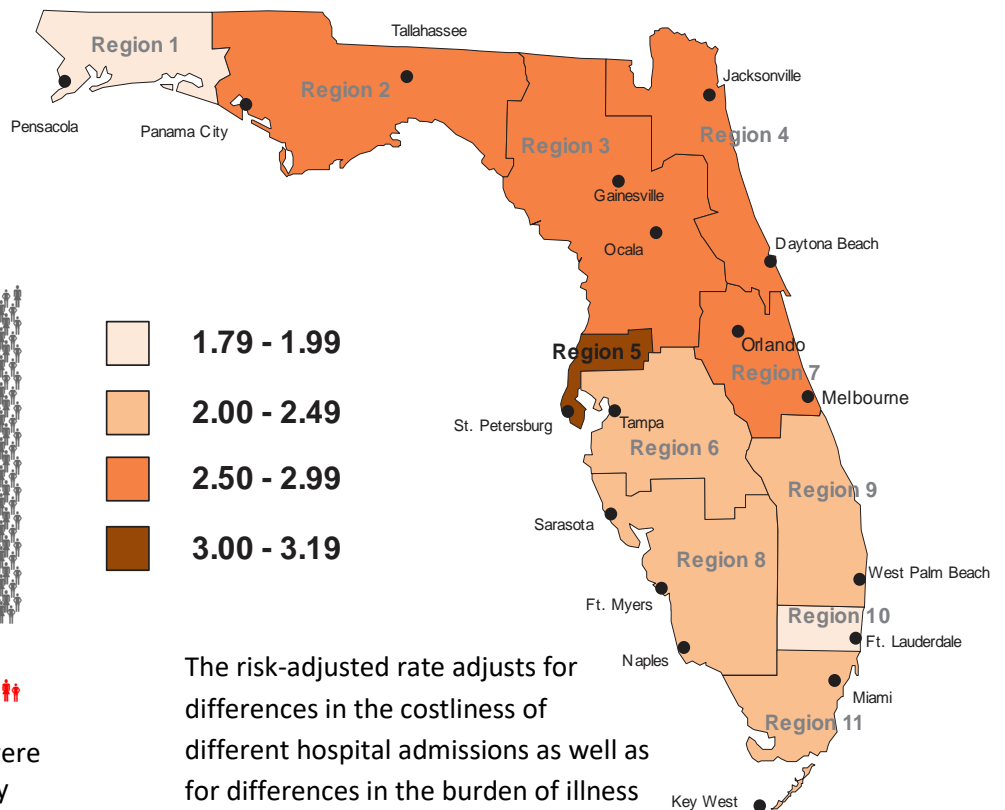 Tallahassee
Region 1
Jacksonville
Region 2
Pensacola
Panama City
Region 4
Region 3
Gainesville
Ocala
Daytona Beach
1.79 - 1.99
Orlando
Region 5
Region 7
Melbourne
2.00 - 2.49
St. Petersburg
Tampa
Region 6
2.50 - 2.99
Region 9
Sarasota
3.00 - 3.19
Region 8
West Palm Beach
Ft. Myers
Region 10
Ft. Lauderdale
Naples
Miami
Region 11
Key West
The risk-adjusted rate adjusts for
differences in the costliness of
different hospital admissions as well as
for differences in the burden of illness